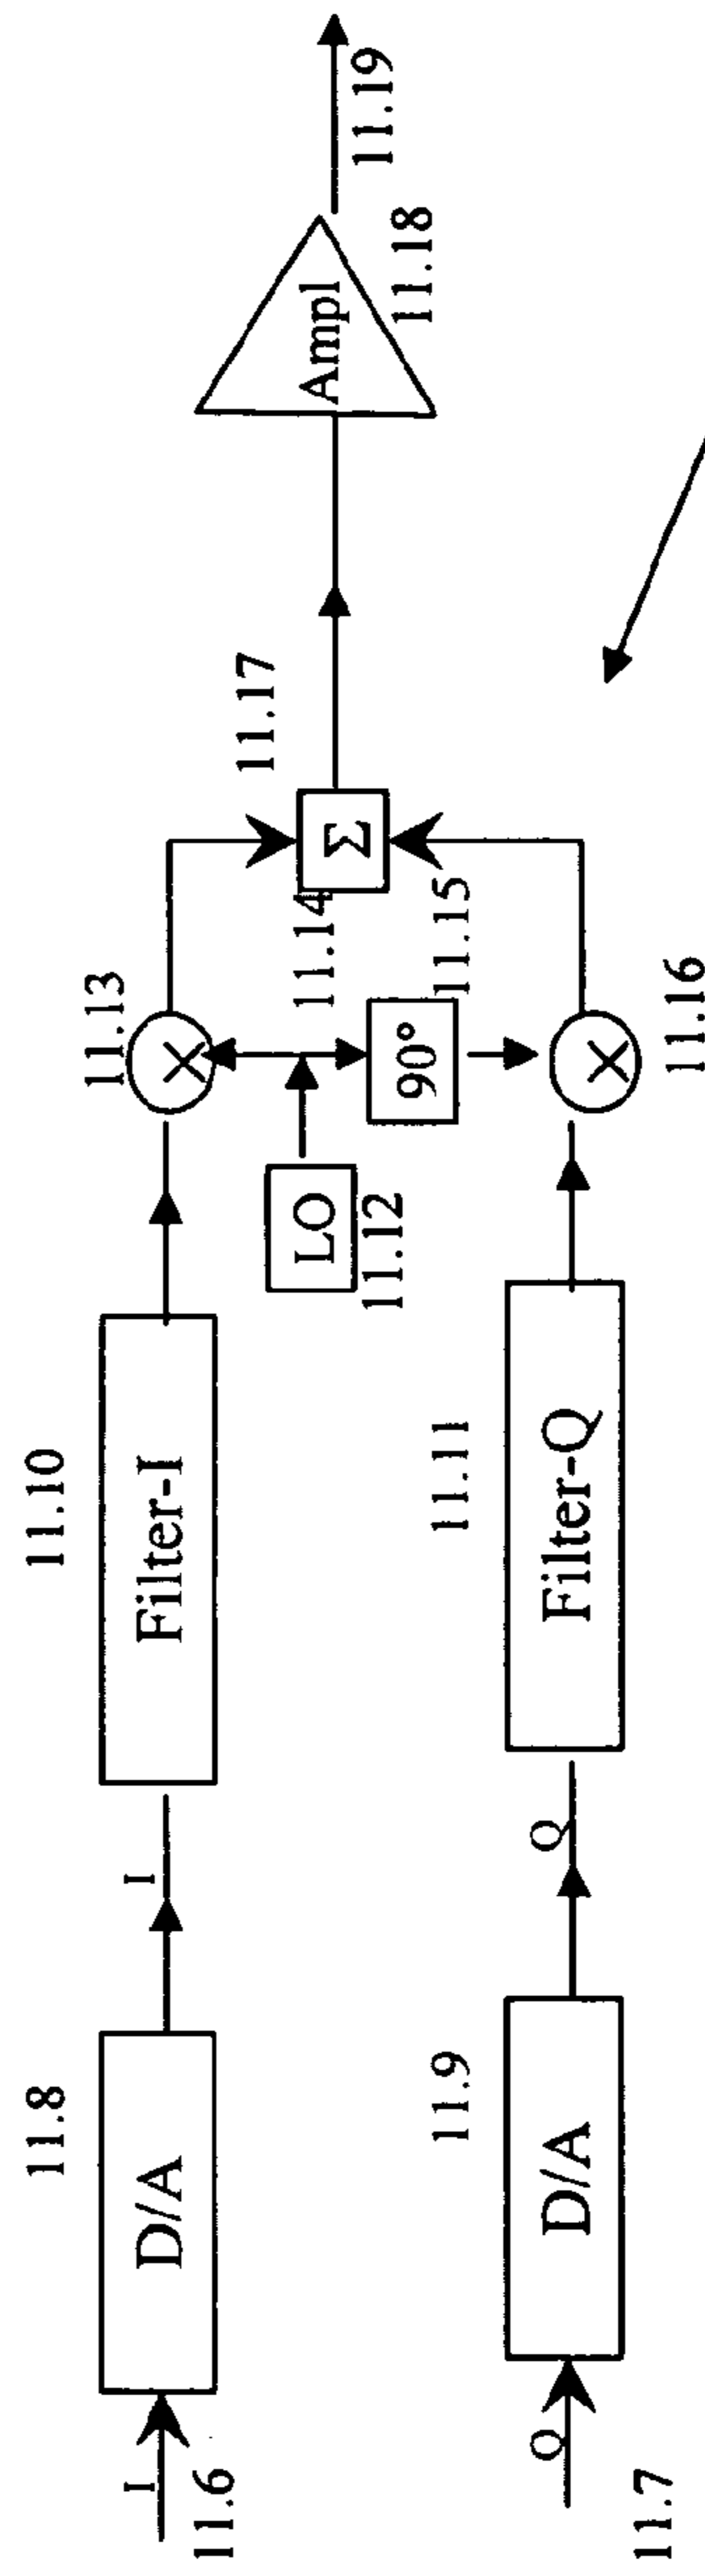 11.8
11.10
11.13
I
D/A
I
Filter-I
X
11.17
11.6
LO
11.14
Σ
Ampl
11.19
11.12
90°
11.15
11.18
11.9
11.11
Q
D/A
Q
Filter-Q
X
11.7
11.16